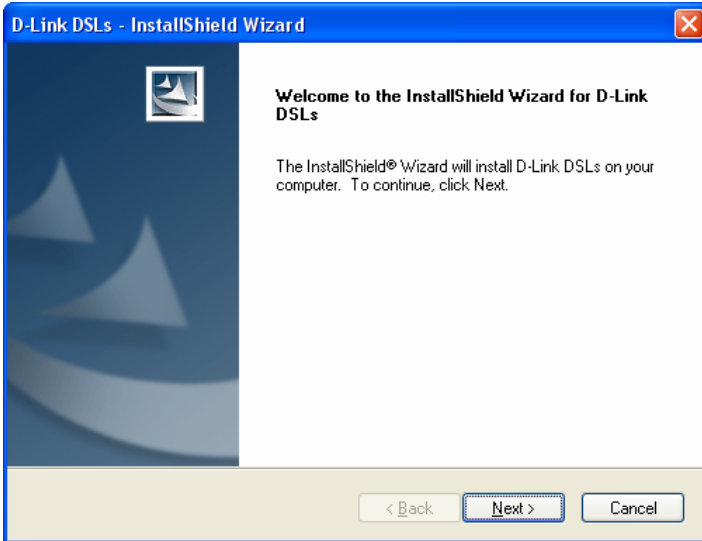 D-Link DSLs - InstallShield Wizard
Welcome to the InstallShield Wizard for D-Link
DSLs
The InstallShield® Wizard will install D-Link DSLs on your
computer. To continue, click Next.
< Back Next > Cancel